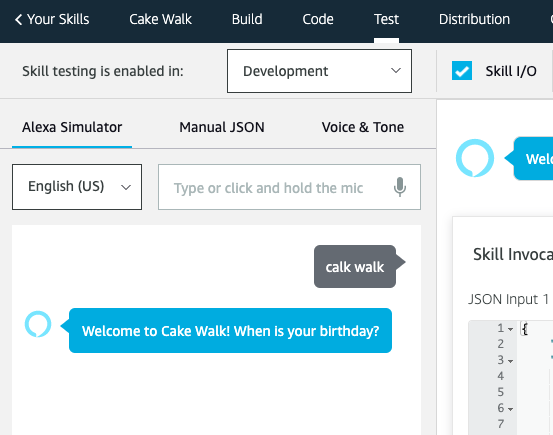 Your Skills Cake Walk Build Code Test Distribution
Skill testing is enabled in: Development Skill I/O
Alexa Simulator Manual JSON Voice & Tone
English (US) Type or click and hold the mic
calk walk
Welcome to Cake Walk! When is your birthday?
Welc
Skill Invoca
JSON Input 1
1 {
2
3
4
5
6
7